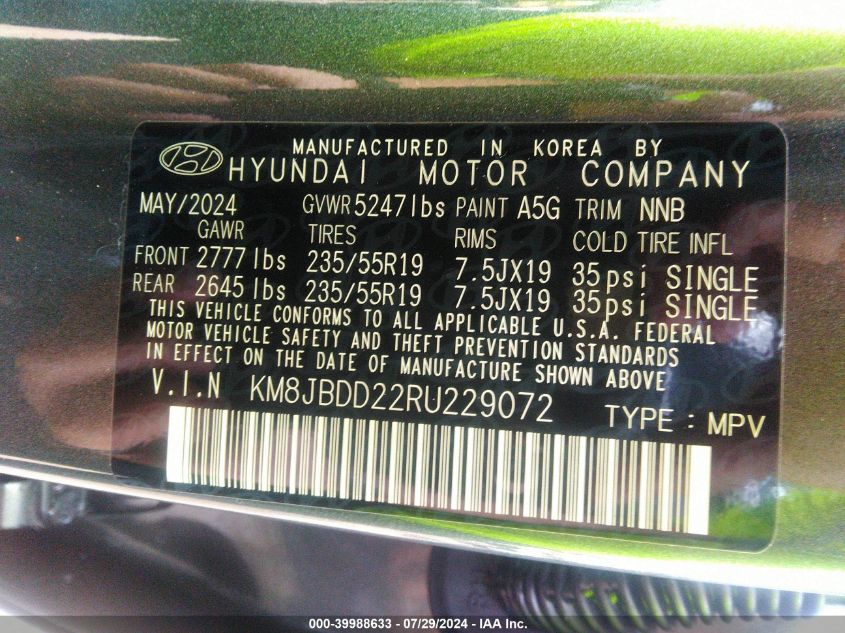 MANUFACTURED IN KOREA BY
HYUNDAI MOTOR COMPANY
MAY/2024 GVWR 5247lbs PAINT A5G TRIM NNB
GAWR TIRES RIMS COLD TIRE INFL
FRONT 2777lbs 235/55R19 7.5JX19 35psi SINGLE
REAR 2645lbs 235/55R19 7.5JX19 35psi SINGLE
THIS VEHICLE CONFORMS TO ALL APPLICABLE U.S.A. FEDERAL
MOTOR VEHICLE SAFETY AND THEFT PREVENTION STANDARDS
IN EFFECT ON THE DATE OF MANUFACTURE SHOWN ABOVE
V.I.N KM8JBDD22RU229072 TYPE : MPV
000-39988633 / 07/29/2024 - IAA Inc.